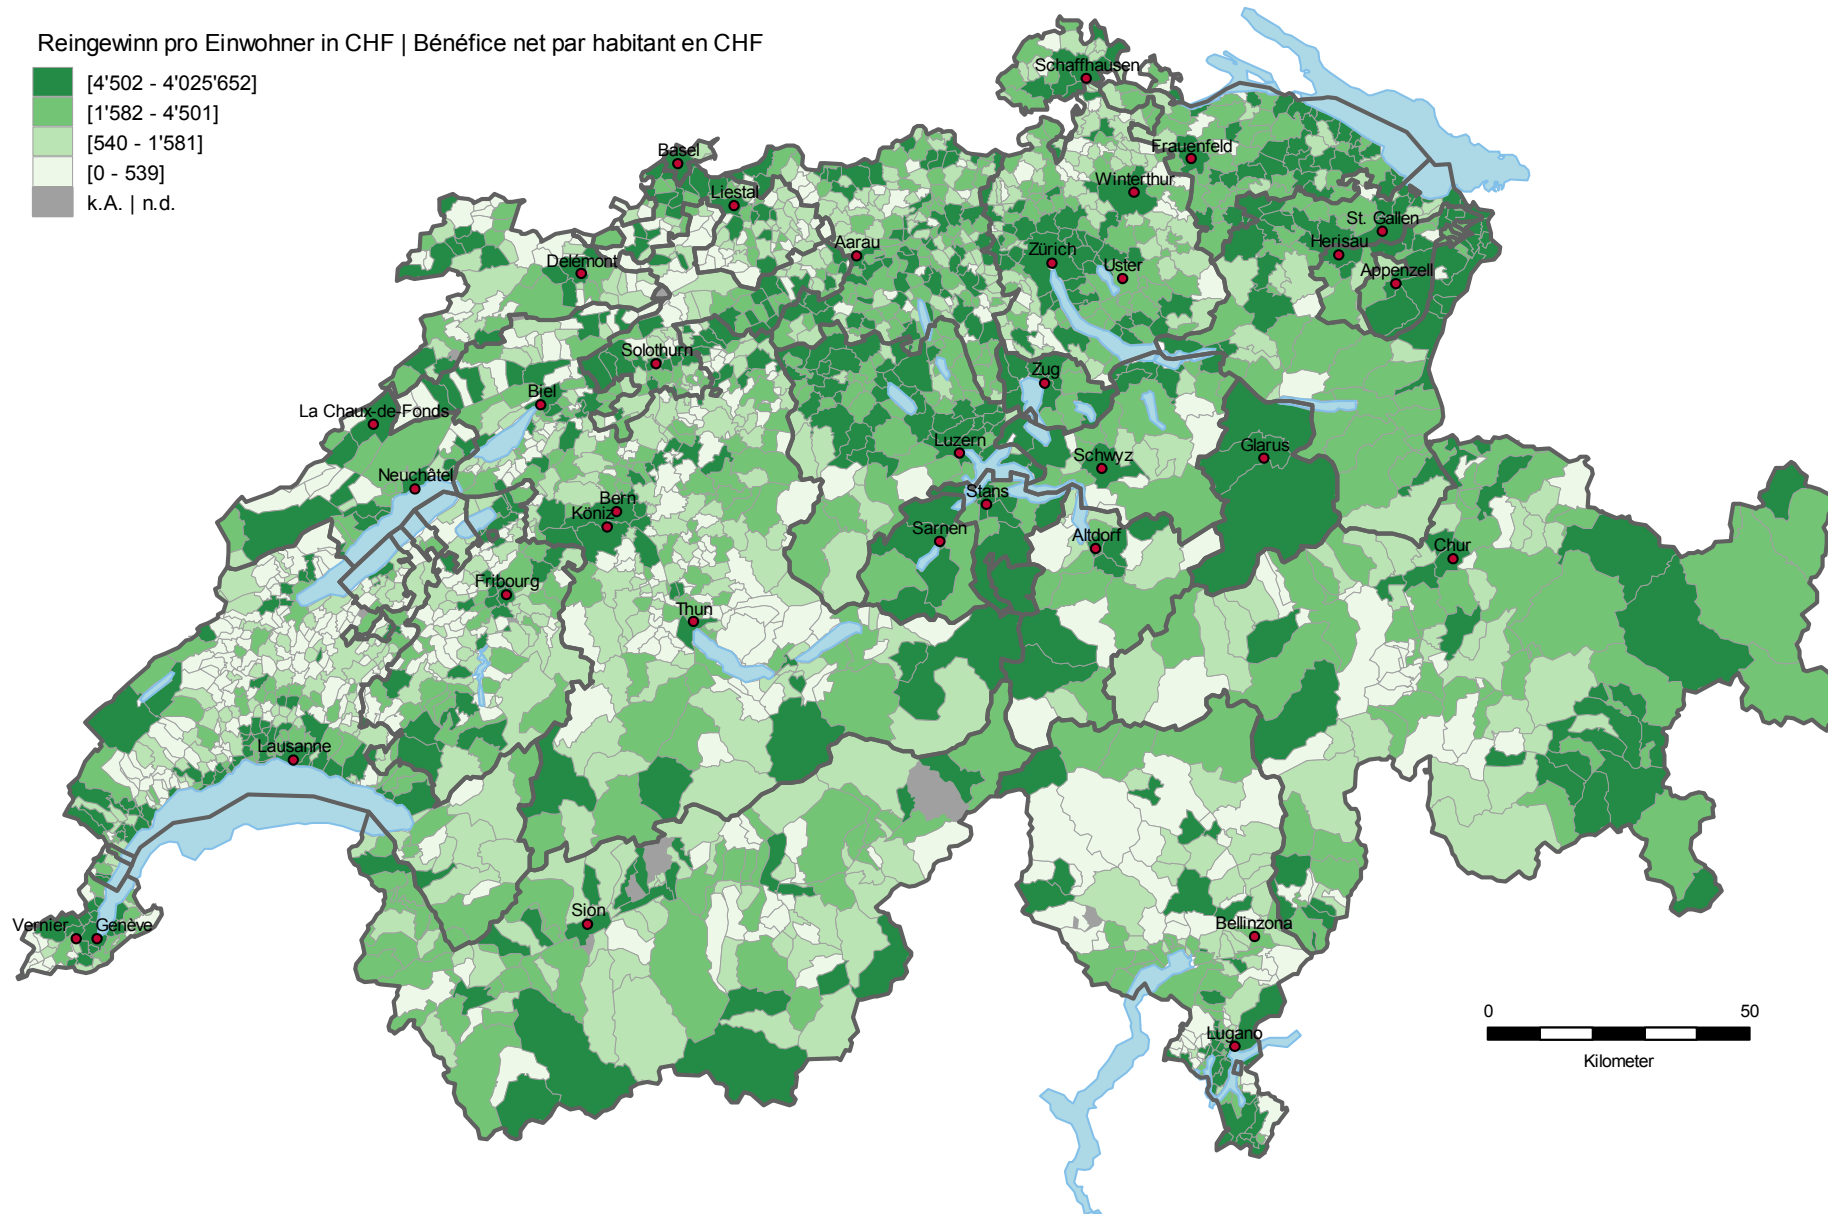 Reingewinn pro Einwohner in CHF | Bénéfice net par habitant en CHF
[4'502 - 4'025'652]
[1'582 - 4'501]
[540 - 1'581]
[0 - 539]
k.A. | n.d.
Schaffhausen
Basel
Frauenfeld
Winterthur
Liestal
St. Gallen
Aarau
Zürich
Herisau
Delémont
Uster
Appenzell
Solothurn
Zug
Biel
La Chaux-de-Fonds
Luzern
Glarus
Schwyz
Neuchâtel
Stans
Bern
Köniz
Sarnen
Altdorf
Chur
Fribourg
Thun
Lausanne
Sion
Vernier
Genève
Bellinzona
Lugano
0 50
Kilometer